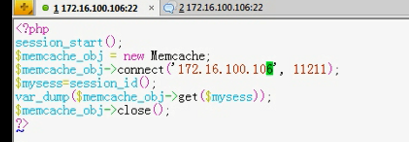 1 172.16.100.106:22
2 172.16.100.106:22
<?php
session_start();
$memcache_obj = new Memcache;
$memcache_obj->connect('172.16.100.106', 11211);
$mysess=session_id();
var_dump($memcache_obj->get($mysess));
$memcache_obj->close();
?>